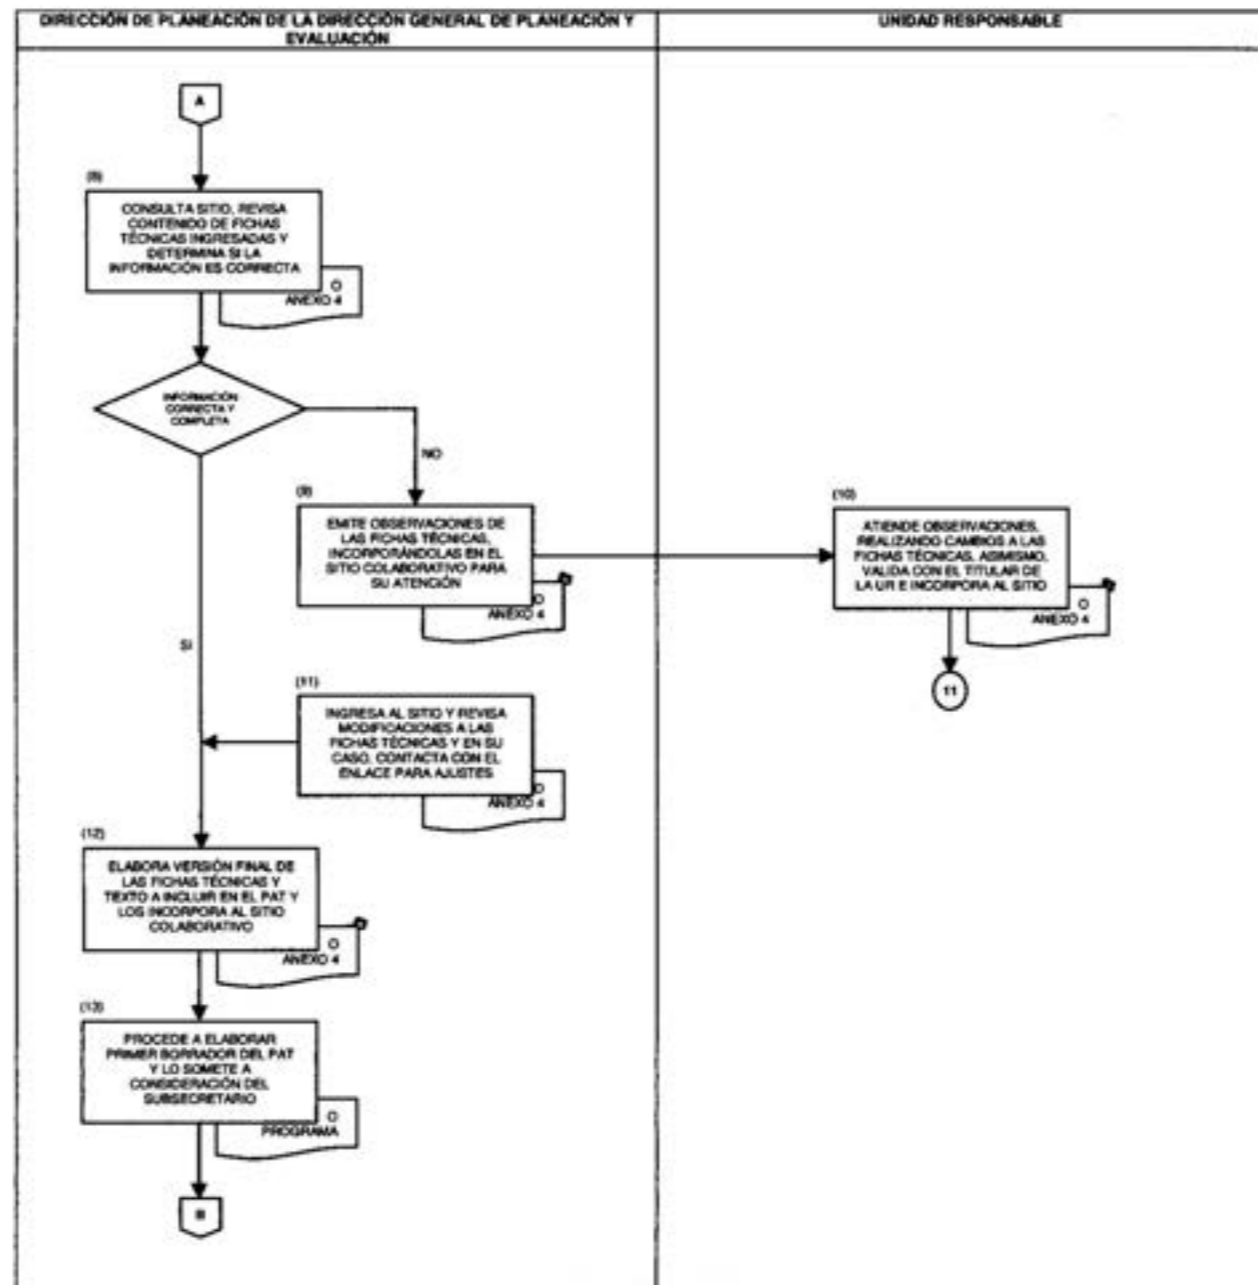 DIRECCIÓN DE PLANEACIÓN DE LA DIRECCIÓN GENERAL DE PLANEACIÓN Y
EVALUACIÓN
UNIDAD RESPONSABLE
A
(8)
CONSULTA SITIO, REVISA
CONTENIDO DE FICHAS
TÉCNICAS INGRESADAS Y
DETERMINA SI LA
INFORMACIÓN ES CORRECTA
O
ANEXO 4
INFORMACIÓN
CORRECTA Y
COMPLETA
NO
(9)
EMITE OBSERVACIONES DE
LAS FICHAS TÉCNICAS,
INCORPORÁNDOLAS EN EL
SITIO COLABORATIVO PARA
SU ATENCIÓN
O
ANEXO 4
(10)
ATIENDE OBSERVACIONES,
REALIZANDO CAMBIOS A LAS
FICHAS TÉCNICAS, ASIMISMO,
VALIDA CON EL TITULAR DE
LA UR E INCORPORA AL SITIO
O
ANEXO 4
11
SI
(11)
INGRESA AL SITIO Y REVISA
MODIFICACIONES A LAS
FICHAS TÉCNICAS Y EN SU
CASO, CONTACTA CON EL
ENLACE PARA AJUSTES
O
ANEXO 4
(12)
ELABORA VERSIÓN FINAL DE
LAS FICHAS TÉCNICAS Y
TEXTO A INCLUIR EN EL PAT Y
LOS INCORPORA AL SITIO
COLABORATIVO
O
ANEXO 4
(13)
PROCEDE A ELABORAR
PRIMER BORRADOR DEL PAT
Y LO SOMETE A
CONSIDERACIÓN DEL
SUBSECRETARIO
O
PROGRAMA
B